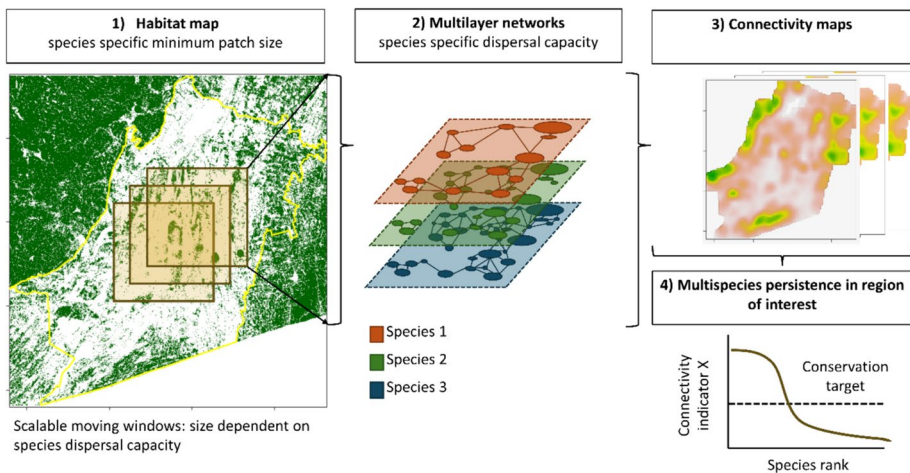 1) Habitat map
species specific minimum patch size
2) Multilayer networks
species specific dispersal capacity
3) Connectivity maps
Species 1
Species 2
Species 3
Scalable moving windows: size dependent on
species dispersal capacity
4) Multispecies persistence in region
of interest
Connectivity
indicator X
Conservation
target
Species rank